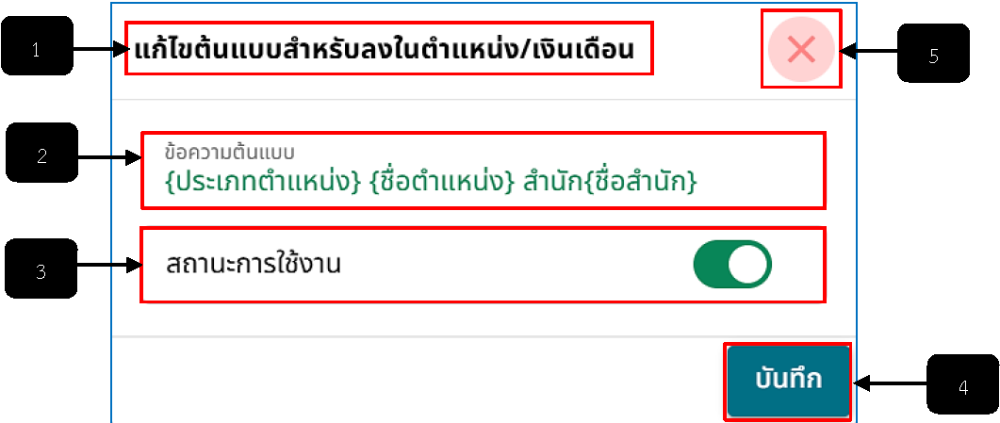 1
แก้ไขต้นแบบสำหรับลงในตำแหน่ง/เงินเดือน
5
2
ข้อความต้นแบบ
{ประเภทตำแหน่ง} {ชื่อตำแหน่ง} สำนัก{ชื่อสำนัก}
3
สถานะการใช้งาน
บันทึก
4